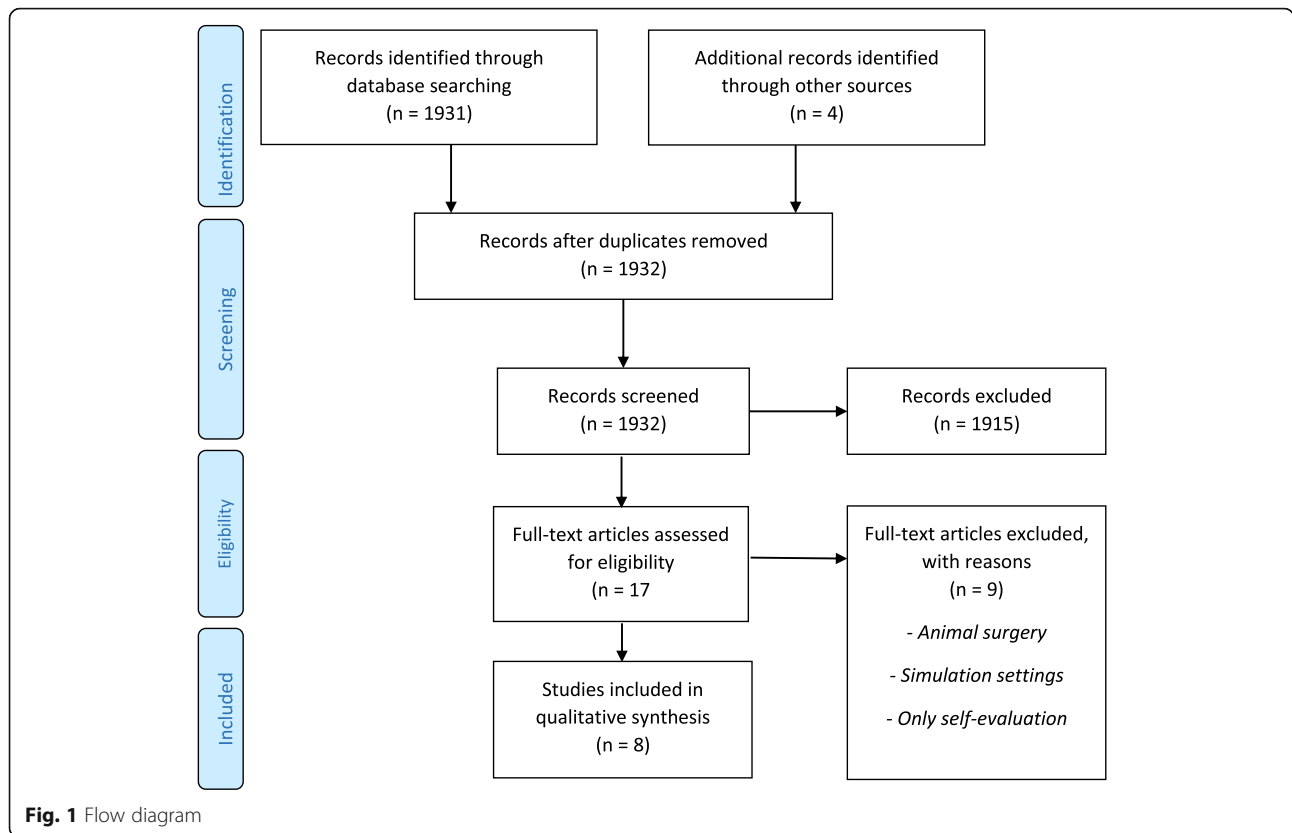 Identification
Records identified through
database searching
(n = 1931)
Additional records identified
through other sources
(n = 4)
Records after duplicates removed
(n = 1932)
Screening
Records screened
(n = 1932)
Records excluded
(n = 1915)
Eligibility
Full-text articles assessed
for eligibility
(n = 17
Full-text articles excluded,
with reasons
(n = 9)
- Animal surgery
- Simulation settings
- Only self-evaluation
Included
Studies included in
qualitative synthesis
(n = 8)
Fig. 1 Flow diagram